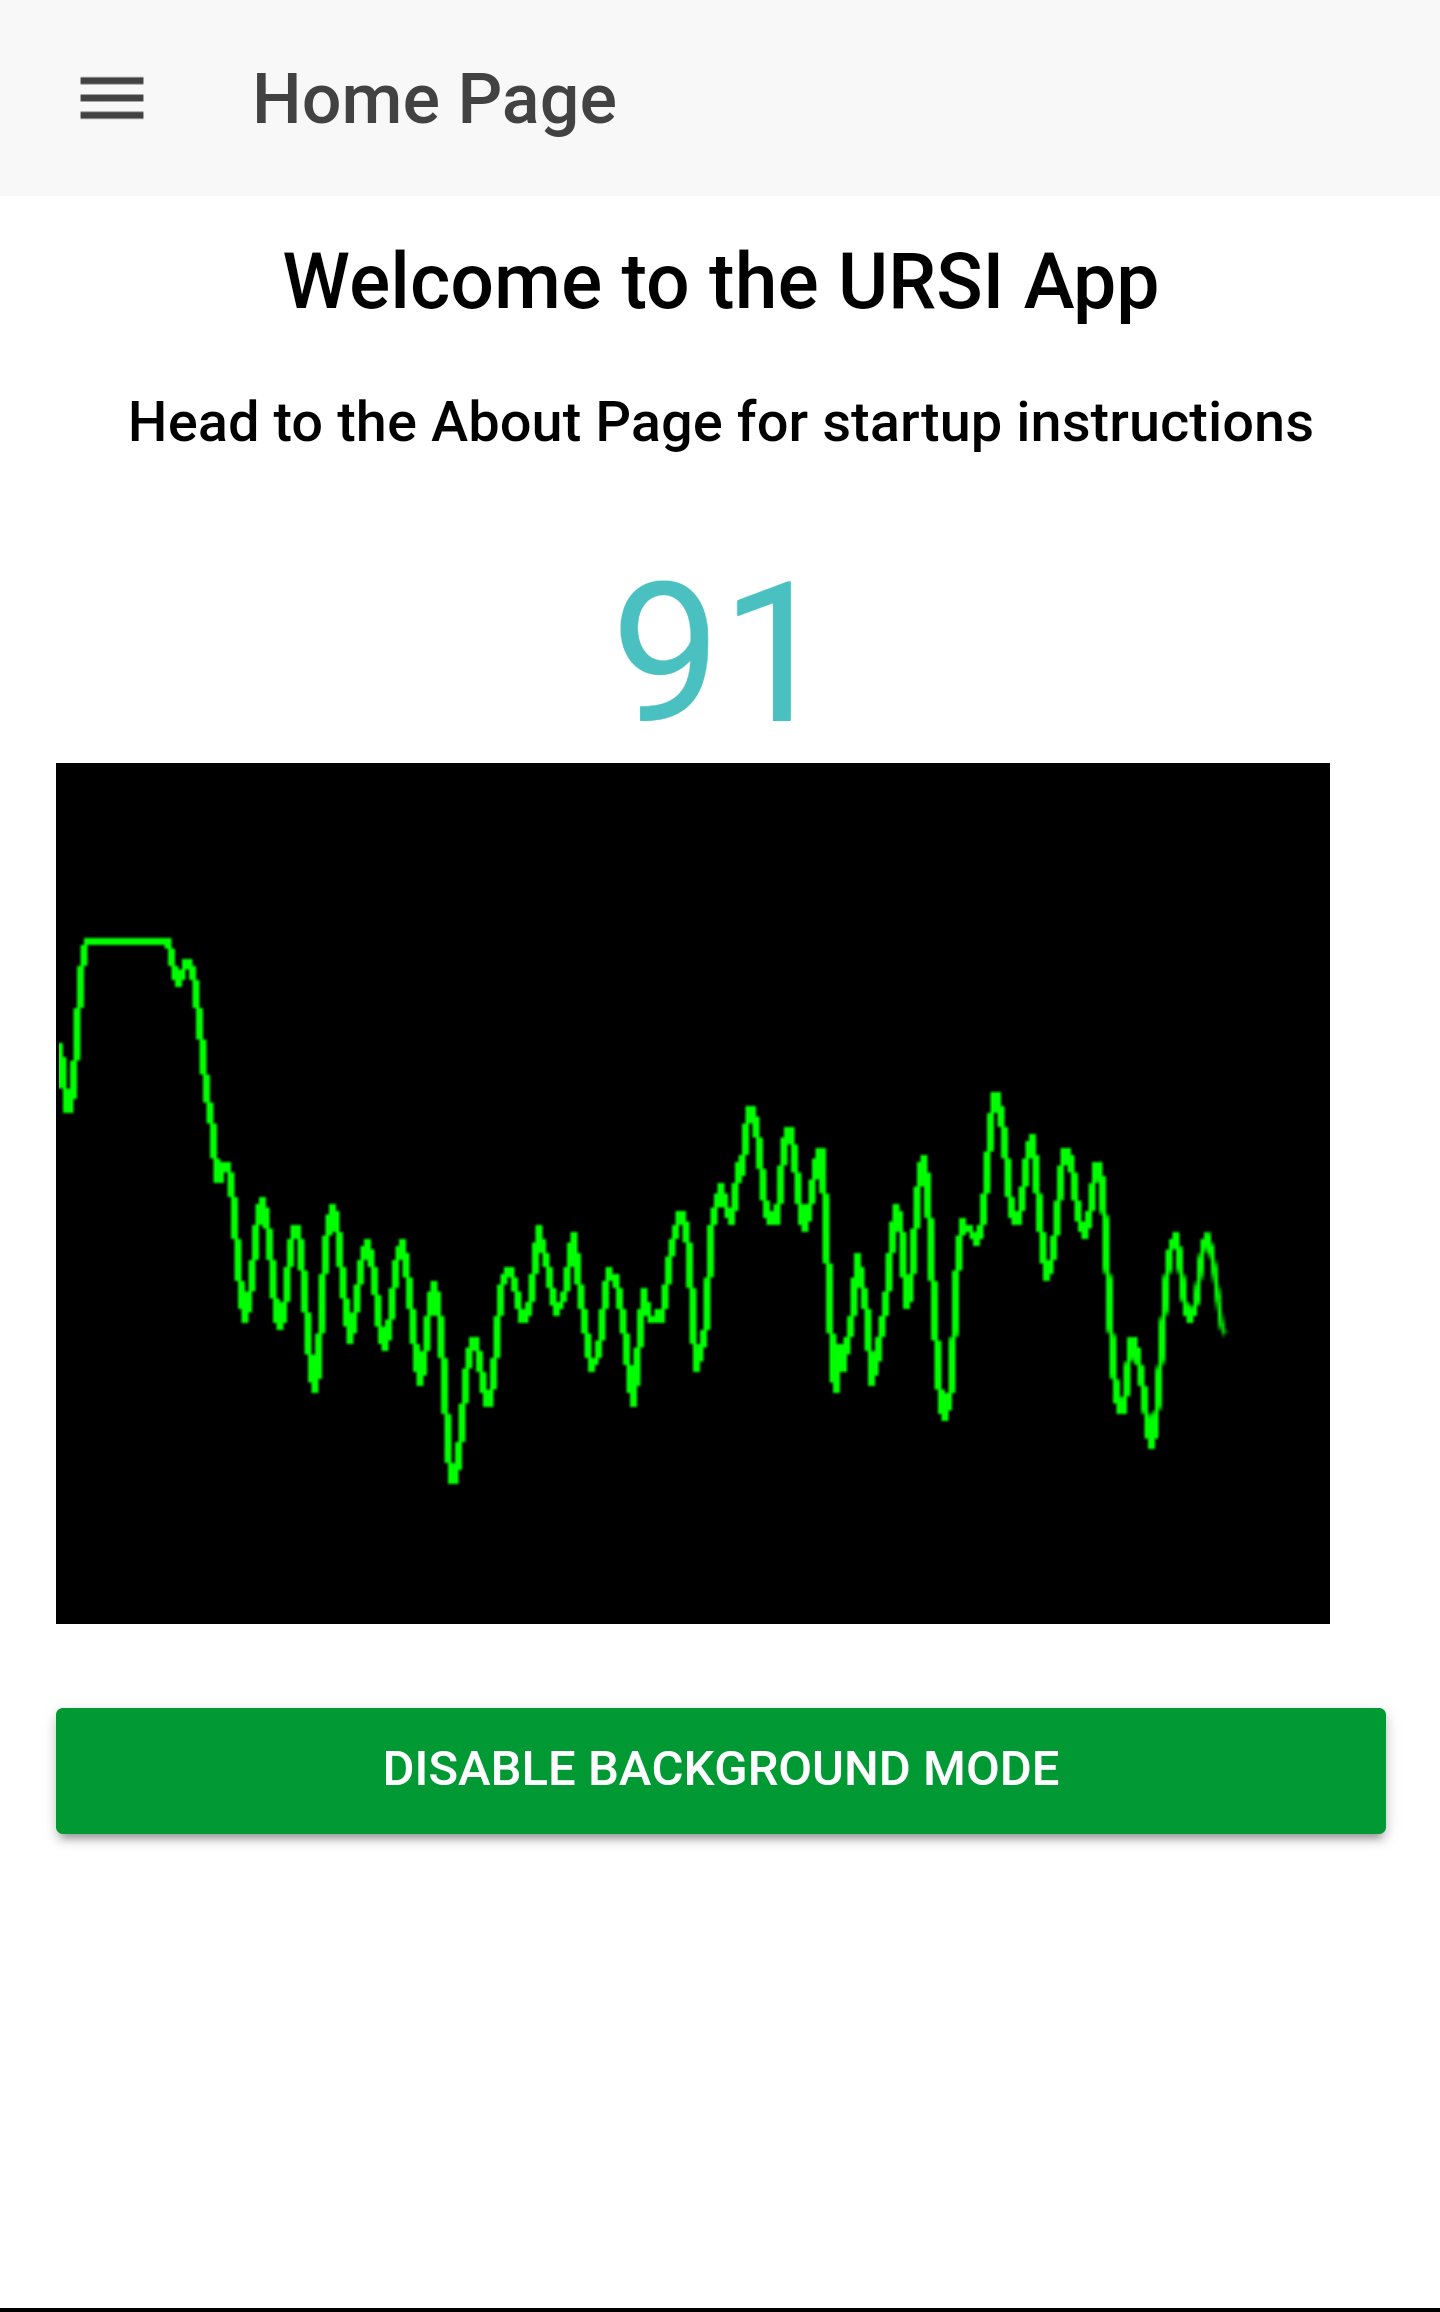 Home Page
Welcome to the URSI App
Head to the About Page for startup instructions
91
DISABLE BACKGROUND MODE